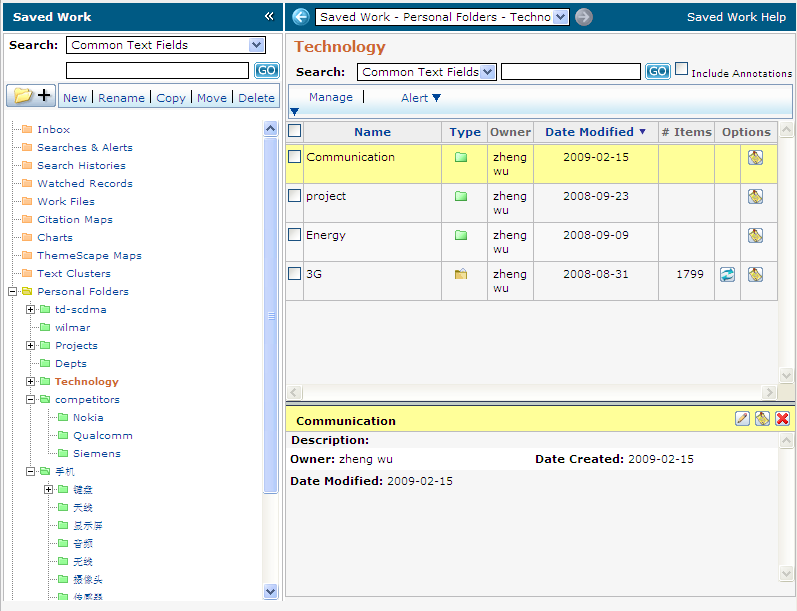 Saved Work «
Search: Common Text Fields
GO
New | Rename | Copy | Move | Delete
Inbox
Searches & Alerts
Search Histories
Watched Records
Work Files
Citation Maps
Charts
ThemeScape Maps
Text Clusters
Personal Folders
td-scdma
wilmar
Projects
Depts
Technology
competitors
Nokia
Qualcomm
Siemens
手机
键盘
天线
显示屏
音频
无线
摄像头
传感器
Saved Work - Personal Folders - Techno
Saved Work Help
Technology
Search: Common Text Fields GO Include Annotations
Manage | Alert
Name Type Owner Date Modified # Items Options
Communication zheng wu 2009-02-15
project zheng wu 2008-09-23
Energy zheng wu 2008-09-09
3G zheng wu 2008-08-31 1799
Communication
Description:
Owner: zheng wu Date Created: 2009-02-15
Date Modified: 2009-02-15